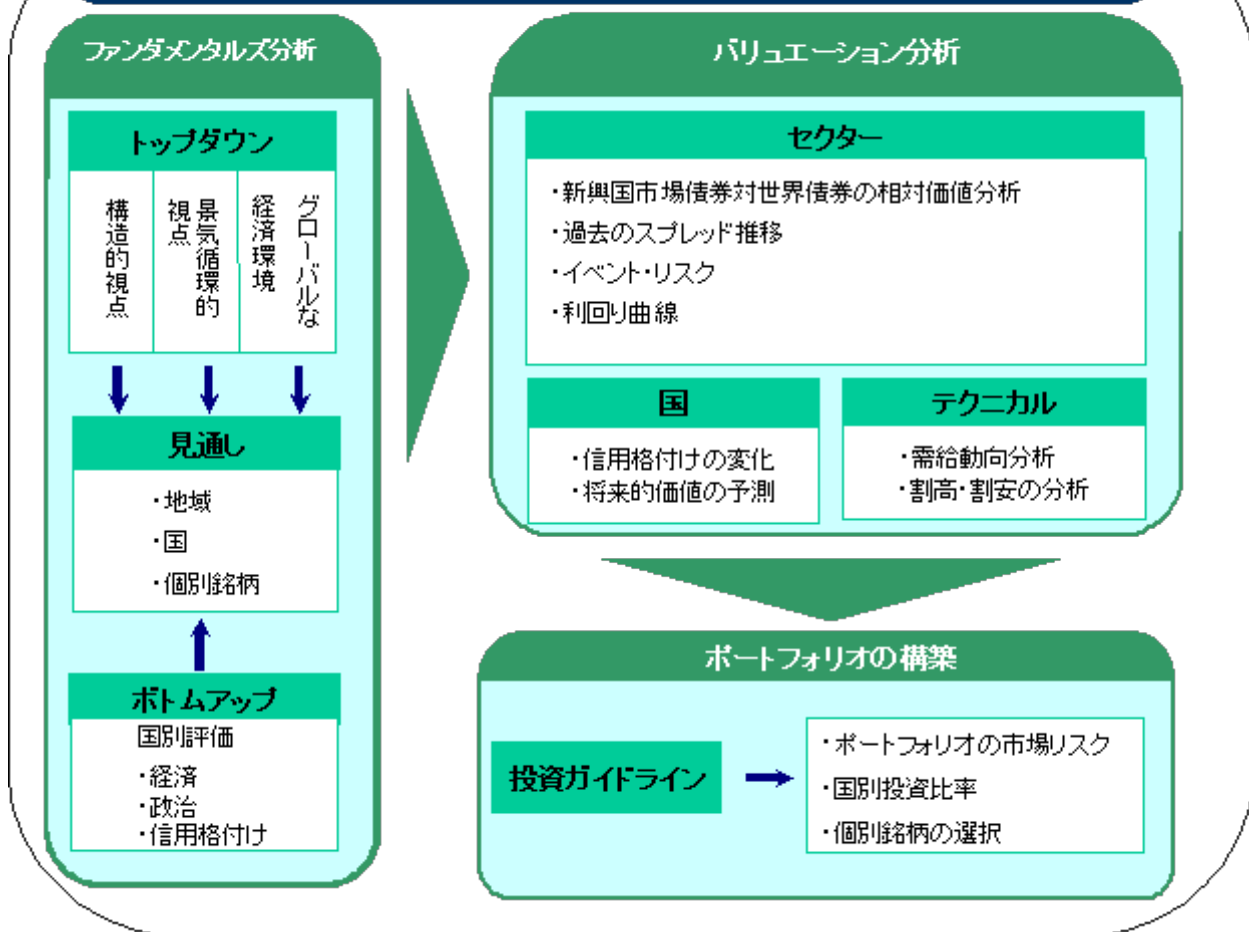 ファンダメンタルズ分析
トップダウン
構造的視点
景気循環的
視点
グローバルな
経済環境
見通し
・地域
・国
・個別銘柄
ボトムアップ
国別評価
・経済
・政治
・信用格付け
バリュエーション分析
セクター
・新興国市場債券対世界債券の相対価値分析
・過去のスプレッド推移
・イベント・リスク
・利回り曲線
国
・信用格付けの変化
・将来的価値の予測
テクニカル
・需給動向分析
・割高・割安の分析
ポートフォリオの構築
投資ガイドライン
・ポートフォリオの市場リスク
・国別投資比率
・個別銘柄の選択